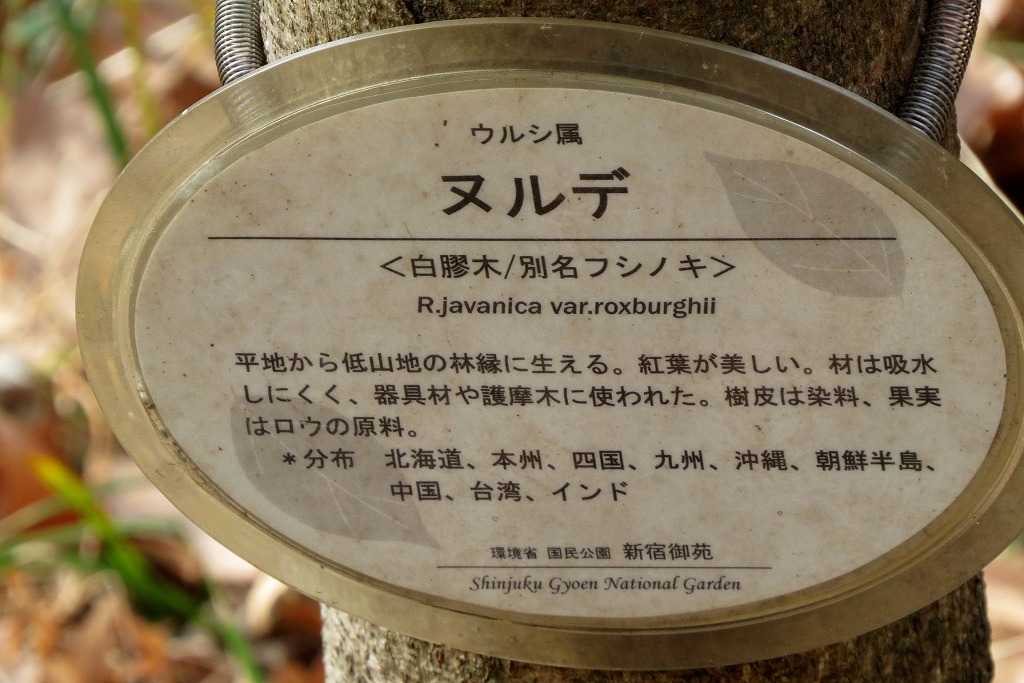 ウルシ属
ヌルデ
＜白膠木/別名フシノキ＞
R.javanica var.roxburghii
平地から低山地の林縁に生える。紅葉が美しい。材は吸水
しにくく、器具材や護摩木に使われた。樹皮は染料、果実
はロウの原料。
＊分布　北海道、本州、四国、九州、沖縄、朝鮮半島、
中国、台湾、インド
環境省 国民公園 新宿御苑
Shinjuku Gyoen National Garden